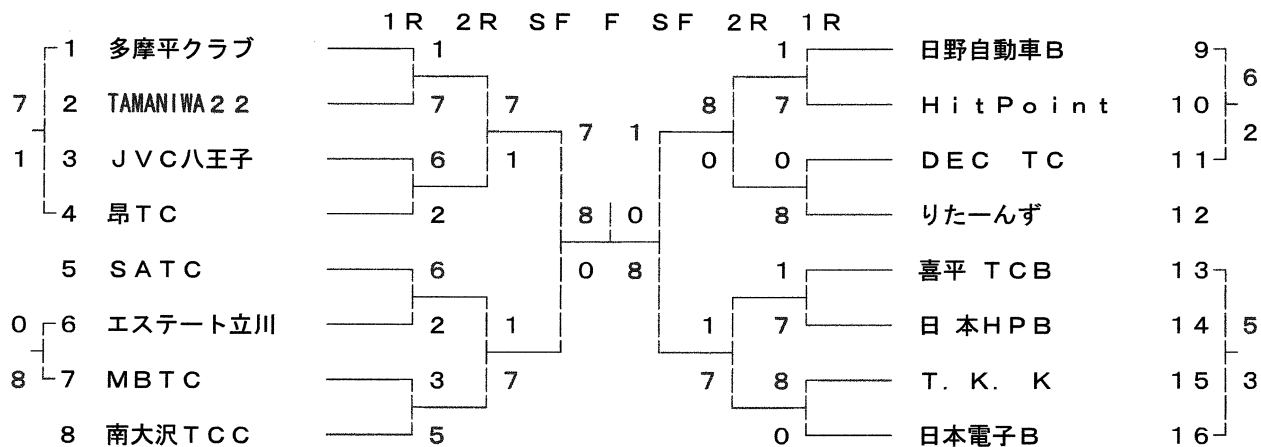 1R 2R SF F SF 2R 1R
1 多摩平クラブ 1 1 日野自動車B 9
7 2 TAMANIWA22 7 7 8 7 HitPoint 10 6
7 1 2
1 3 JVC八王子 6 1 0 0 DEC TC 11
4 昴TC 2 8 0 8 りたーんず 12
5 SATC 6 0 8 1 喜平 TCB 13
0 6 エステート立川 2 1 1 7 日 本HPB 14 5
8 7 MBTC 3 7 7 8 T. K. K 15 3
8 南大沢TCC 5 0 日本電子B 16